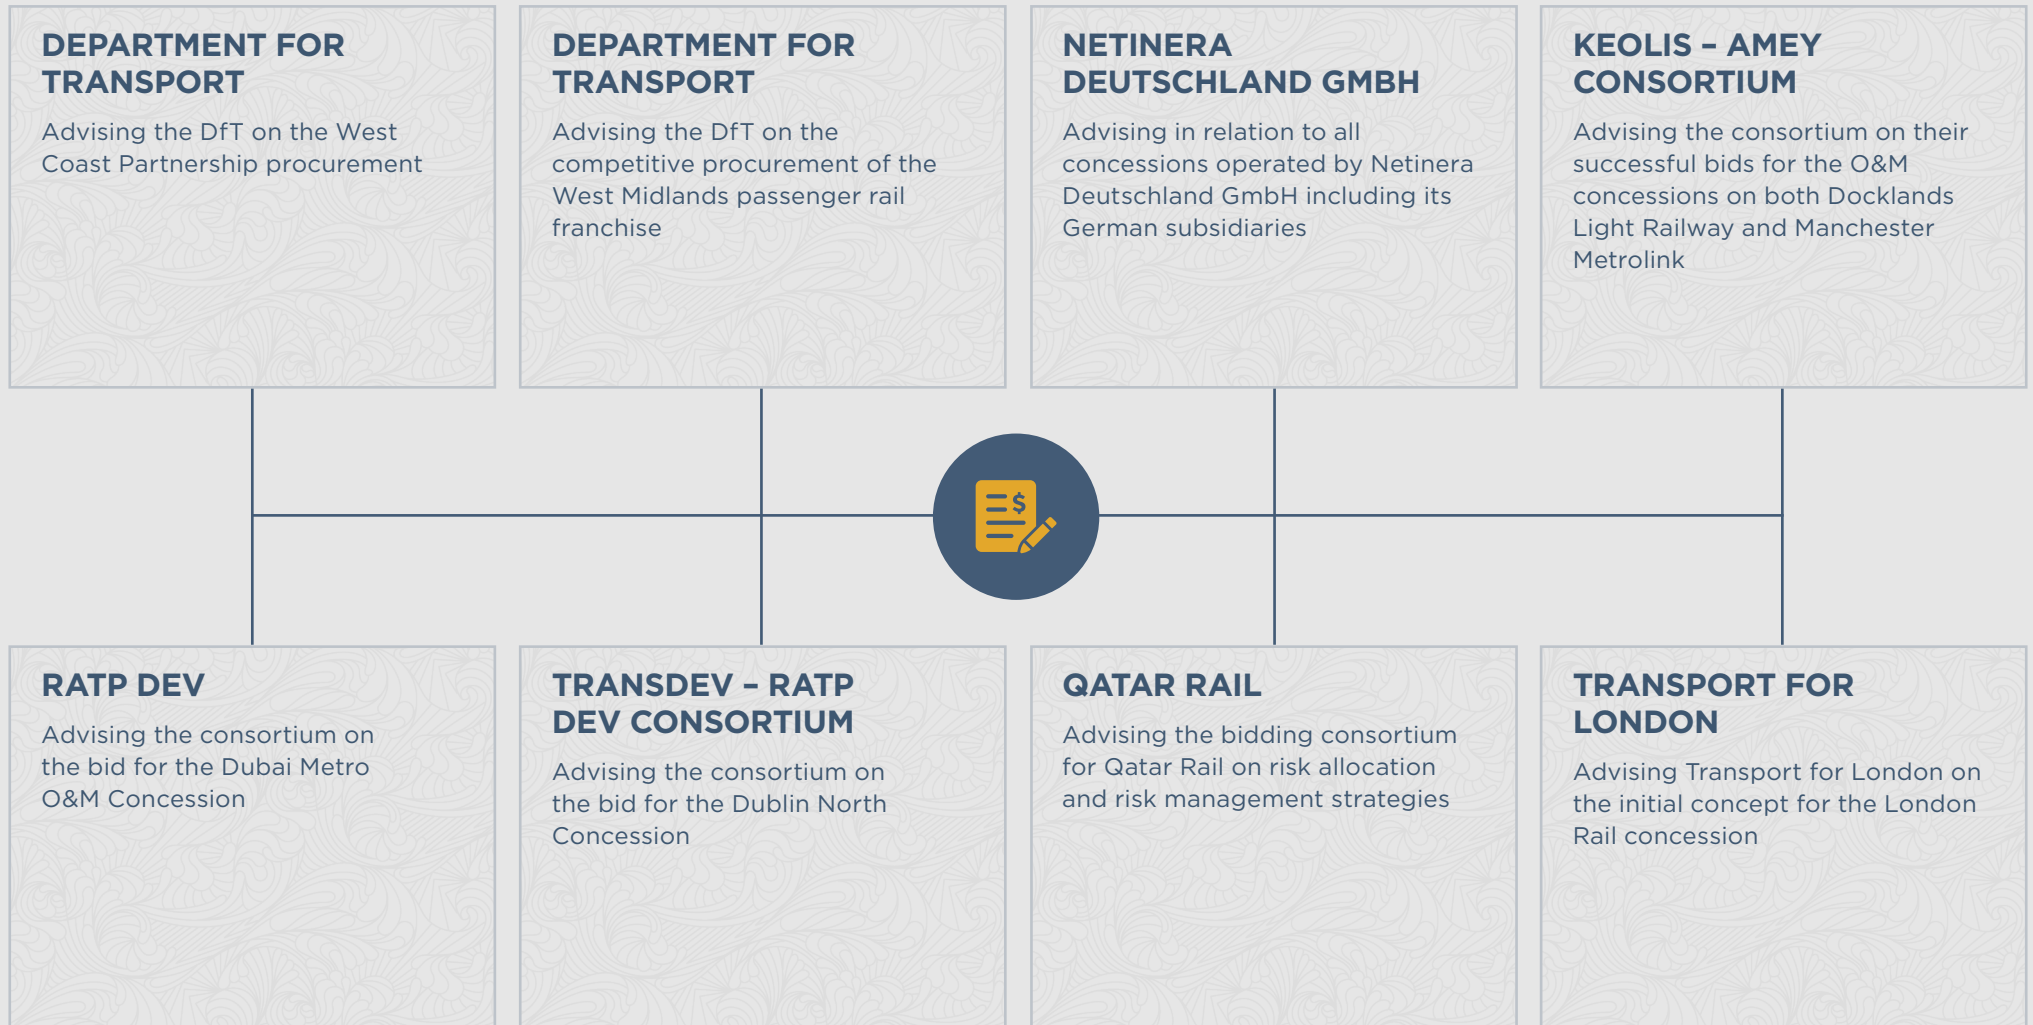 DEPARTMENT FOR
TRANSPORT
Advising the DfT on the West
Coast Partnership procurement
DEPARTMENT FOR
TRANSPORT
Advising the DfT on the
competitive procurement of the
West Midlands passenger rail
franchise
NETINERA
DEUTSCHLAND GMBH
Advising in relation to all
concessions operated by Netinera
Deutschland GmbH including its
German subsidiaries
KEOLIS – AMEY
CONSORTIUM
Advising the consortium on their
successful bids for the O&M
concessions on both Docklands
Light Railway and Manchester
Metrolink
$
RATP DEV
Advising the consortium on
the bid for the Dubai Metro
O&M Concession
TRANSDEV – RATP
DEV CONSORTIUM
Advising the consortium on
the bid for the Dublin North
Concession
QATAR RAIL
Advising the bidding consortium
for Qatar Rail on risk allocation
and risk management strategies
TRANSPORT FOR
LONDON
Advising Transport for London on
the initial concept for the London
Rail concession